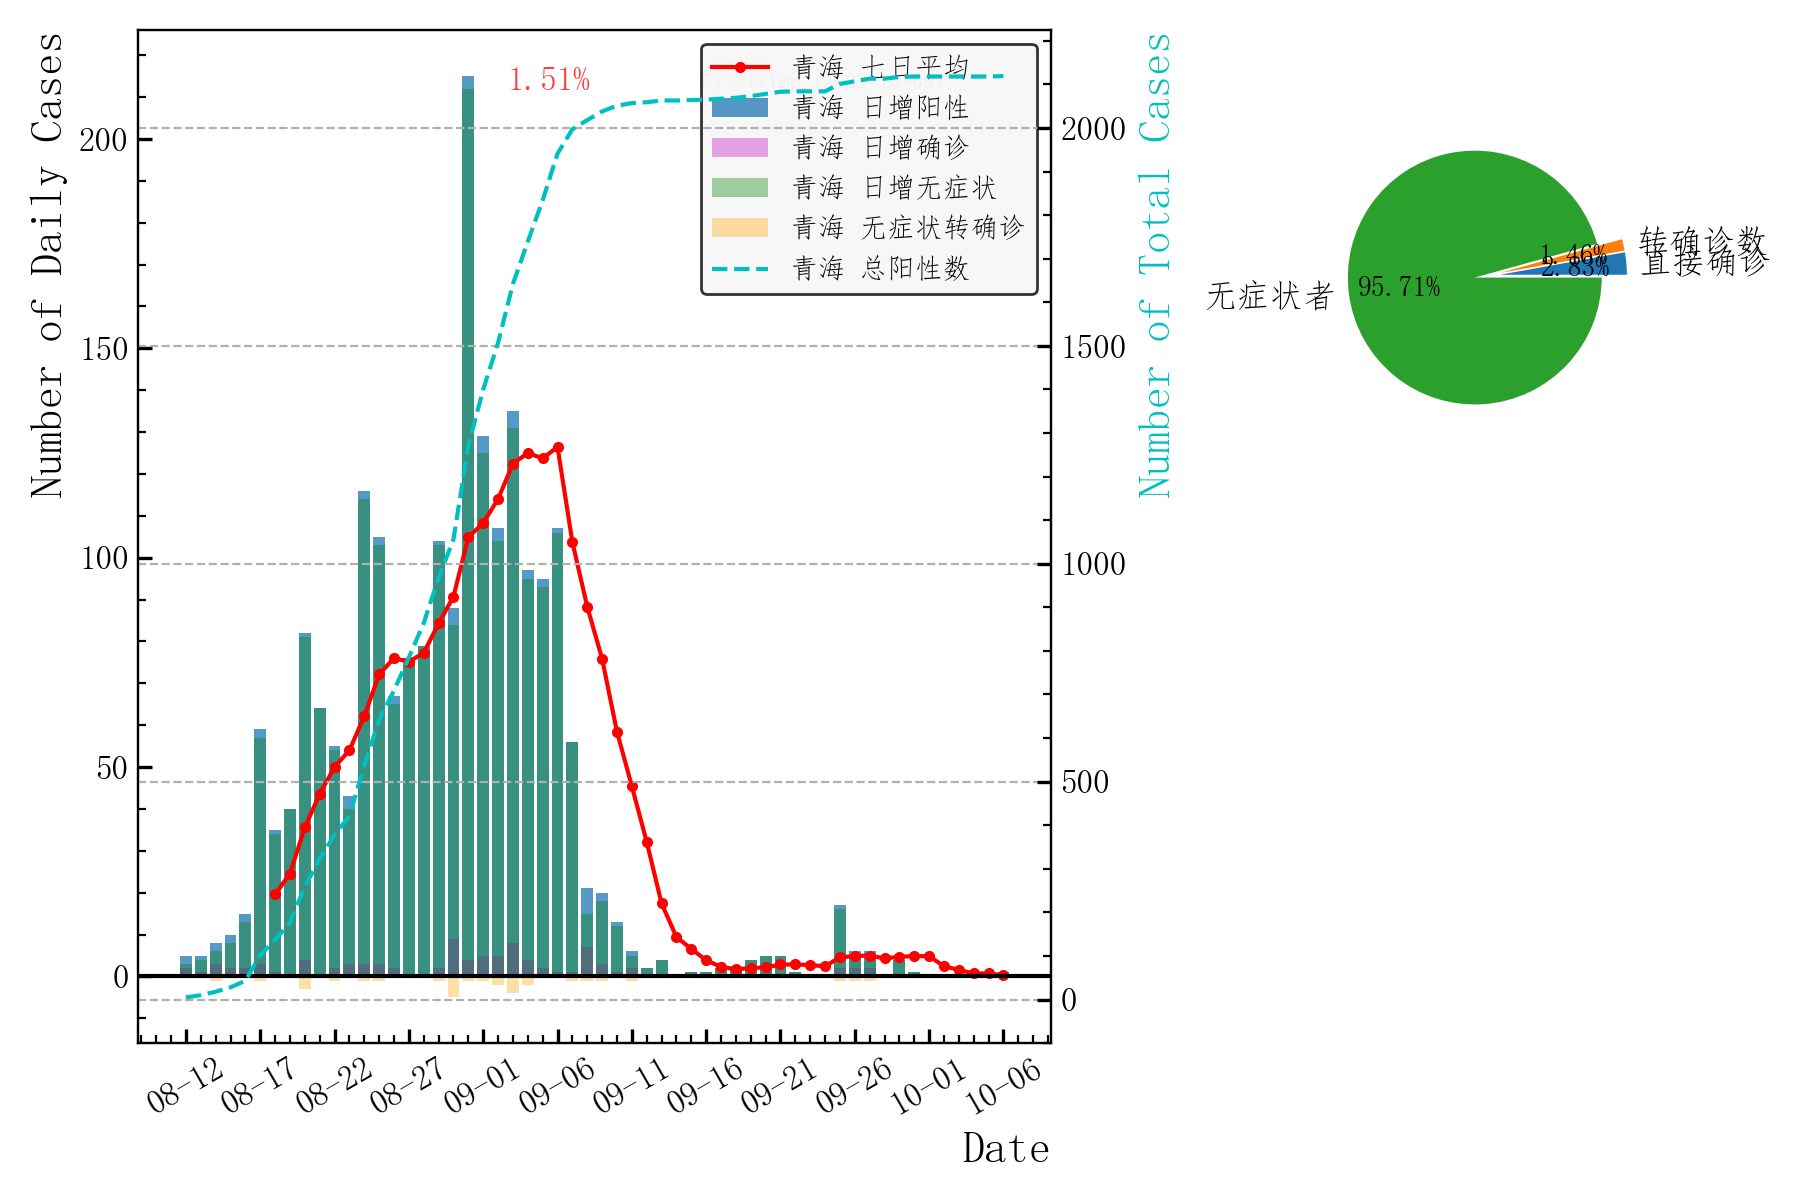 Number of Daily Cases
200
150
100
50
0
1.51%
青海 七日平均
青海 日增阳性
青海 日增确诊
青海 日增无症状
青海 无症状转确诊
青海 总阳性数
2000
1500
1000
500
0
Number of Total Cases
08-12
08-17
08-22
08-27
09-01
09-06
09-11
09-16
09-21
09-26
10-01
10-06
Date
转确诊数
1.46%
直接确诊
2.83%
无症状者
95.71%